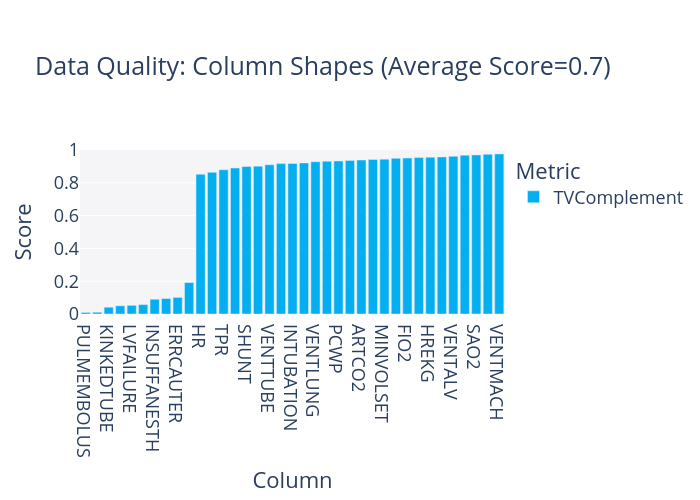 Data Quality: Column Shapes (Average Score=0.7)
1
0.8
0.6
0.4
0.2
0
Score
Metric
TVComplement
PULMEMBOLUS
KINKEDTUBE
LVFAILURE
INSUFFANESTH
ERRCAUTER
HR
TPR
SHUNT
VENTTUBE
INTUBATION
VENTLUNG
PCWP
ARTCO2
MINVOLSET
FIO2
HREKG
VENTALV
SAO2
VENTMACH
Column